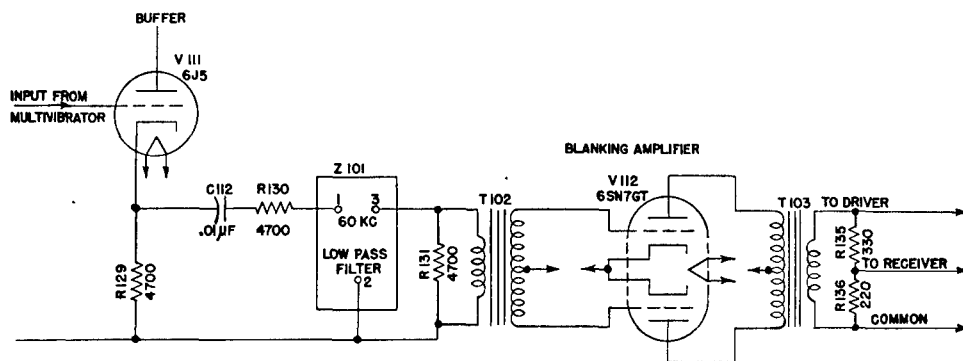 BUFFER
V 111
6J5
INPUT FROM
MULTIVIBRATOR
BLANKING AMPLIFIER
Z 101
C112
.01µF
R130
4700
1
3
60 KC
LOW PASS
FILTER
2
R129
4700
R131
4700
T 102
V 112
6SN7GT
T103
TO DRIVER
R135
330
TO RECEIVER
R136
220
COMMON